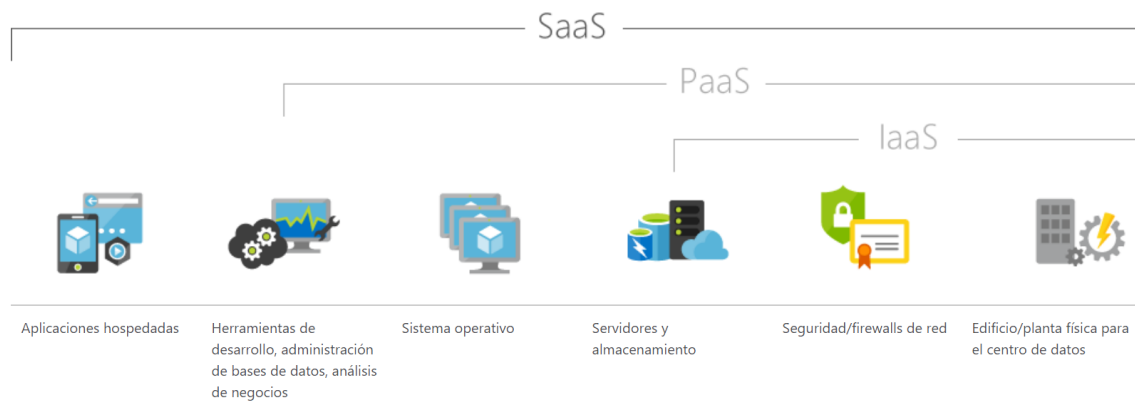 SaaS
PaaS
IaaS
Aplicaciones hospedadas
Herramientas de
desarrollo, administración
de bases de datos, análisis
de negocios
Sistema operativo
Servidores y
almacenamiento
Seguridad/firewalls de red
Edificio/planta física para
el centro de datos